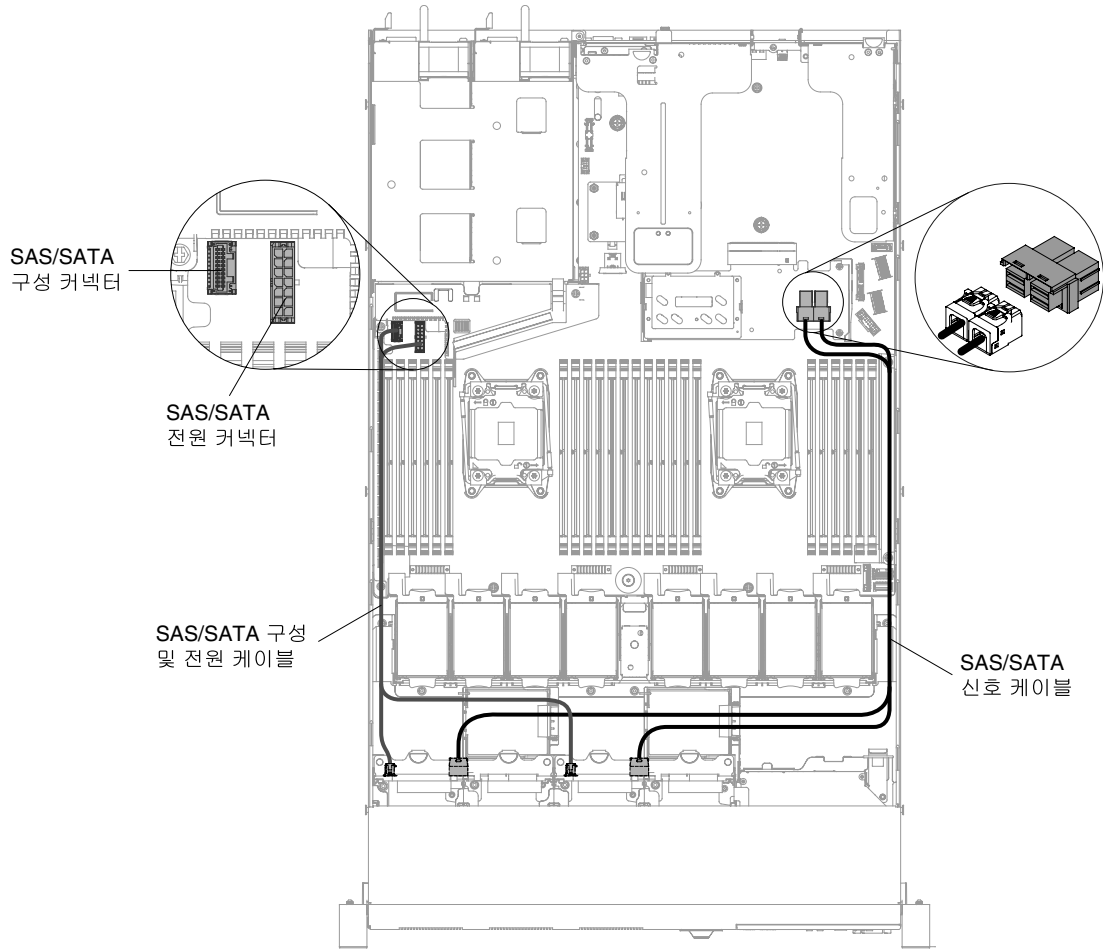 SAS/SATA
구성 커넥터
SAS/SATA
전원 커넥터
SAS/SATA 구성
및 전원 케이블
SAS/SATA
신호 케이블